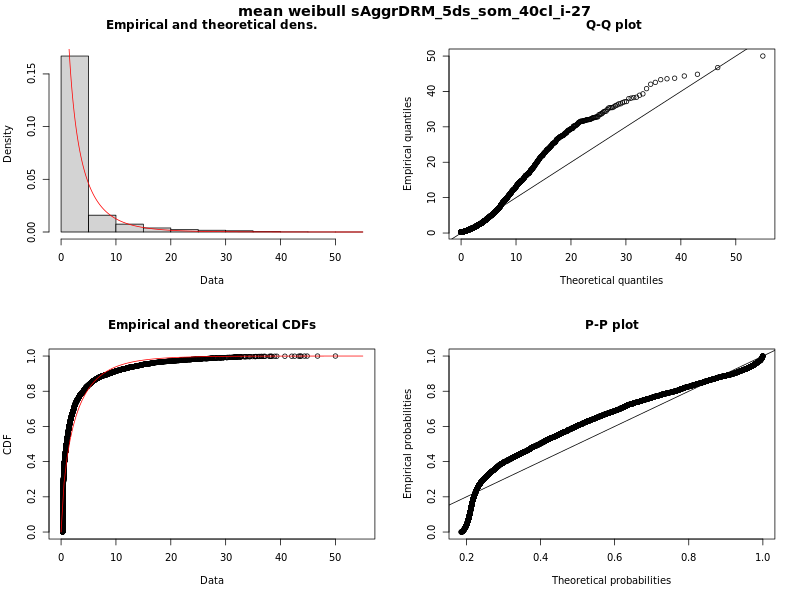 mean weibull sAggrDRM_5ds_som_40cl_i-27
Empirical and theoretical dens.
Density
0.00 0.05 0.10 0.15
0 10 20 30 40 50
Data
Q-Q plot
Empirical quantiles
0 10 20 30 40 50
0 10 20 30 40 50
Theoretical quantiles
Empirical and theoretical CDFs
CDF
0.0 0.2 0.4 0.6 0.8 1.0
0 10 20 30 40 50
Data
P-P plot
Empirical probabilities
0.0 0.2 0.4 0.6 0.8 1.0
0.2 0.4 0.6 0.8 1.0
Theoretical probabilities